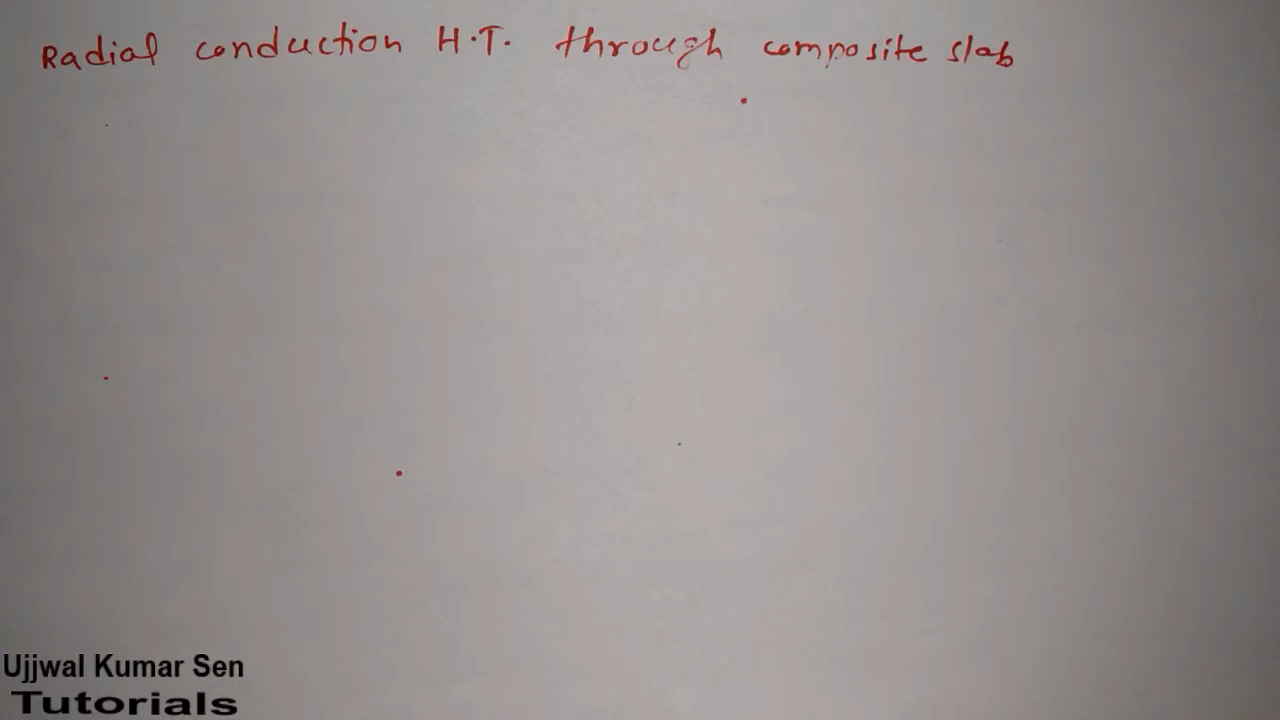 Radial conduction H.T. through composite slab
Ujjwal Kumar Sen
Tutorials